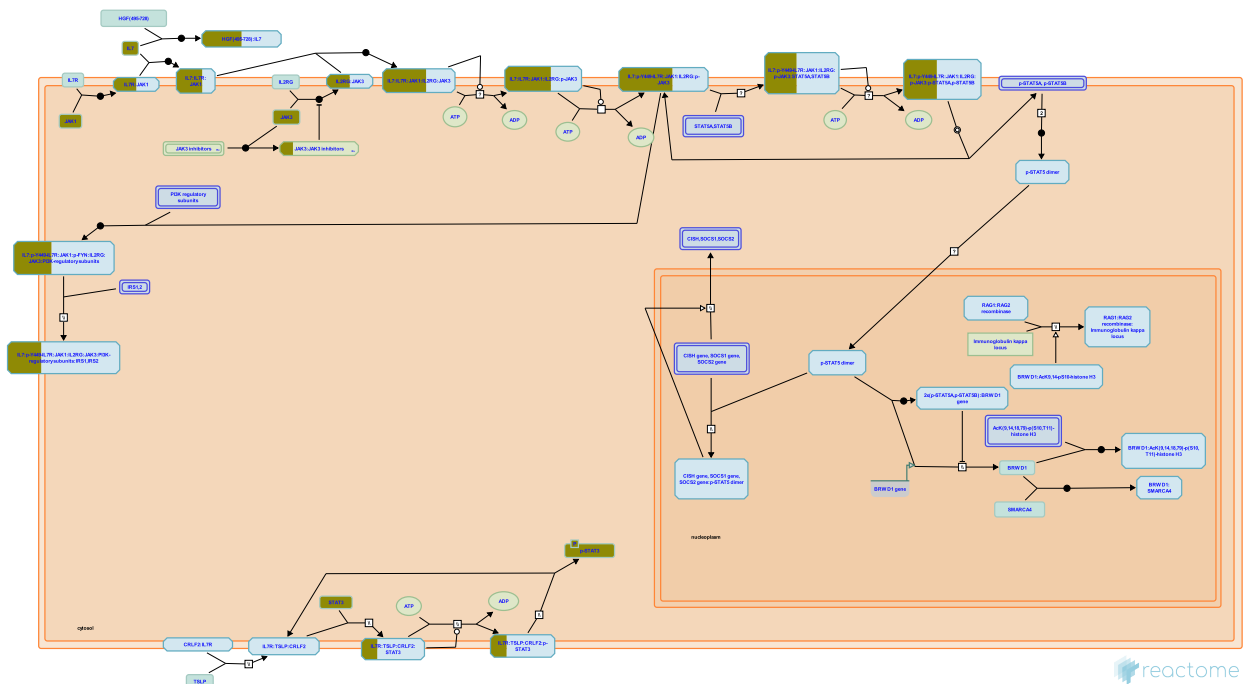 HGF(495-728)
IL7
HGF(495-728):IL7
IL7R
IL7R:JAK1
IL7:IL7R:
JAK1
JAK1
IL2RG
IL2RG:JAK3
JAK3
JAK3 inhibitors
JAK3:JAK3 inhibitors
IL7:IL7R:JAK1:IL2RG:JAK3
ATP
ADP
IL7:IL7R:JAK1:IL2RG:p-JAK3
ATP
ADP
IL7:p-Y449-IL7R:JAK1:IL2RG:p-
JAK3
STAT5A,STAT5B
IL7:p-Y449-IL7R:JAK1:IL2RG:
p-JAK3:STAT5A,STAT5B
ATP
ADP
IL7:p-Y449-IL7R:JAK1:IL2RG:
p-JAK3:p-STAT5A,p-STAT5B
p-STAT5A, p-STAT5B
2
p-STAT5 dimer
PI3K regulatory
subunits
IL7:p-Y449-IL7R:JAK1:p-FYN:IL2RG:
JAK3:PI3K-regulatory subunits
IRS1,2
IL7:p-Y449-IL7R:JAK1:IL2RG:JAK3:PI3K-
regulatory subunits:IRS1,IRS2
CISH,SOCS1,SOCS2
CISH gene, SOCS1 gene,
SOCS2 gene
CISH gene, SOCS1 gene,
SOCS2 gene:p-STAT5 dimer
p-STAT5 dimer
RAG1:RAG2
recombinase
Immunoglobulin kappa
locus
RAG1:RAG2
recombinase:
Immunoglobulin kappa
locus
BRWD1:AcK9,14-pS10-histone H3
2x(p-STAT5A,p-STAT5B):BRWD1
gene
AcK(9,14,18,79)-p(S10,T11)-
histone H3
BRWD1:AcK(9,14,18,79)-p(S10,
T11)-histone H3
BRWD1 gene
BRWD1
SMARCA4
BRWD1:
SMARCA4
nucleoplasm
p-STAT3
STAT3
ATP
ADP
cytosol
CRLF2:IL7R
IL7R:TSLP:CRLF2
IL7R:TSLP:CRLF2:
STAT3
IL7R:TSLP:CRLF2:p-
STAT3
TSLP
reactome